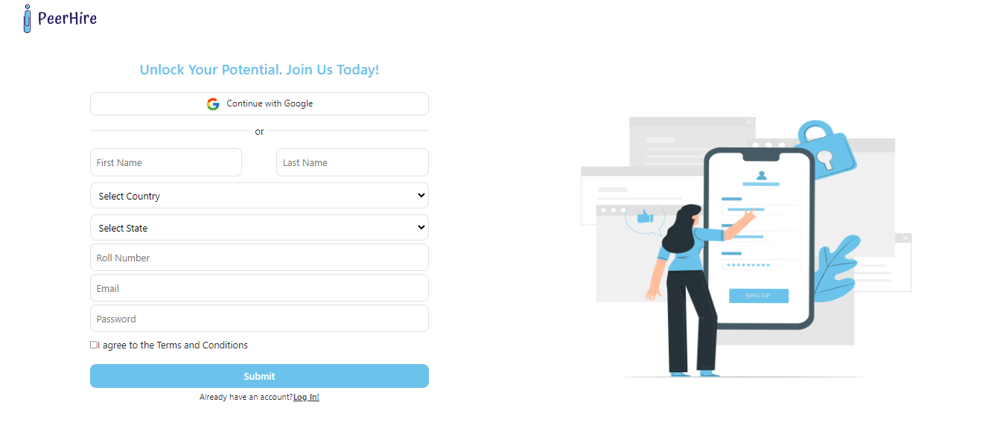 PeerHire
Unlock Your Potential. Join Us Today!
Continue with Google
or
First Name
Last Name
Select Country
Select State
Roll Number
Email
Password
I agree to the Terms and Conditions
Submit
Already have an account?Log In!
SING UP